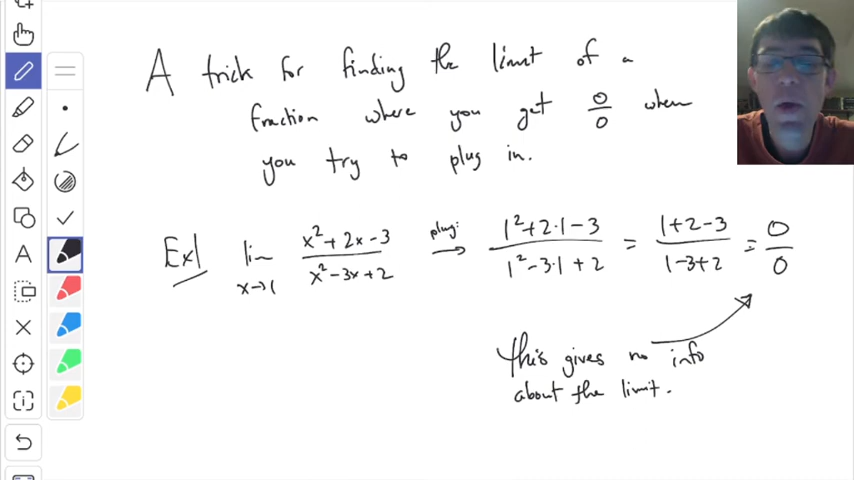 A trick for finding the limit of a
fraction where you get 0/0 when
you try to plug in.
Ex| lim x→1 (x²+2x-3)/(x²-3x+2) plug: → (1²+2·1-3)/(1²-3·1+2) = (1+2-3)/(1-3+2) = 0/0
This gives no info
about the limit.